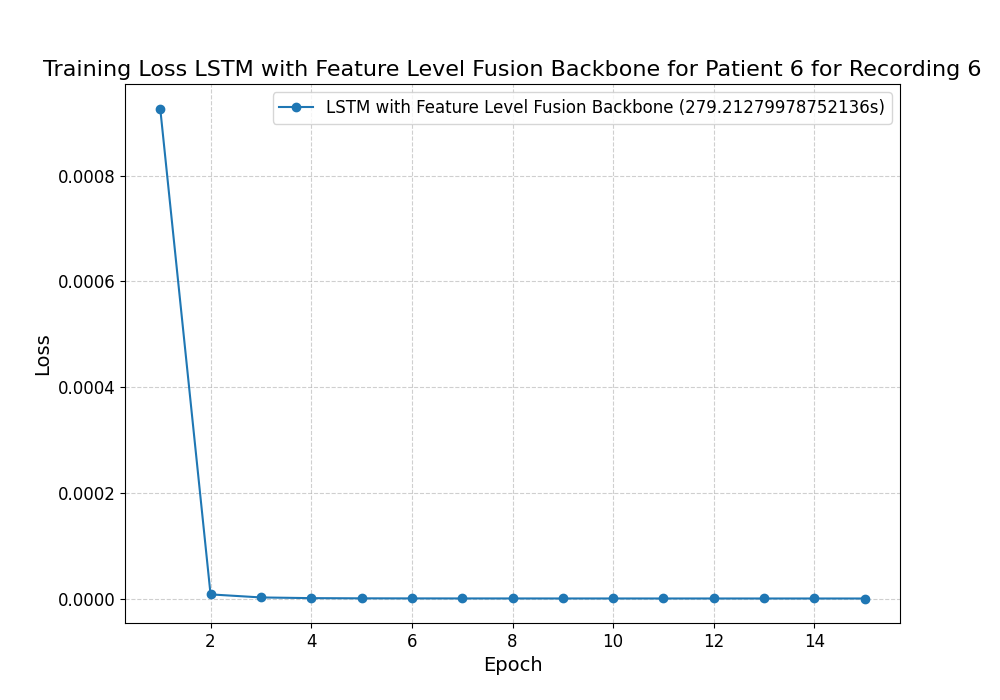 Training Loss LSTM with Feature Level Fusion Backbone for Patient 6 for Recording 6
LSTM with Feature Level Fusion Backbone (279.21279978752136s)
0.0008
0.0006
0.0004
0.0002
0.0000
Loss
2 4 6 8 10 12 14
Epoch